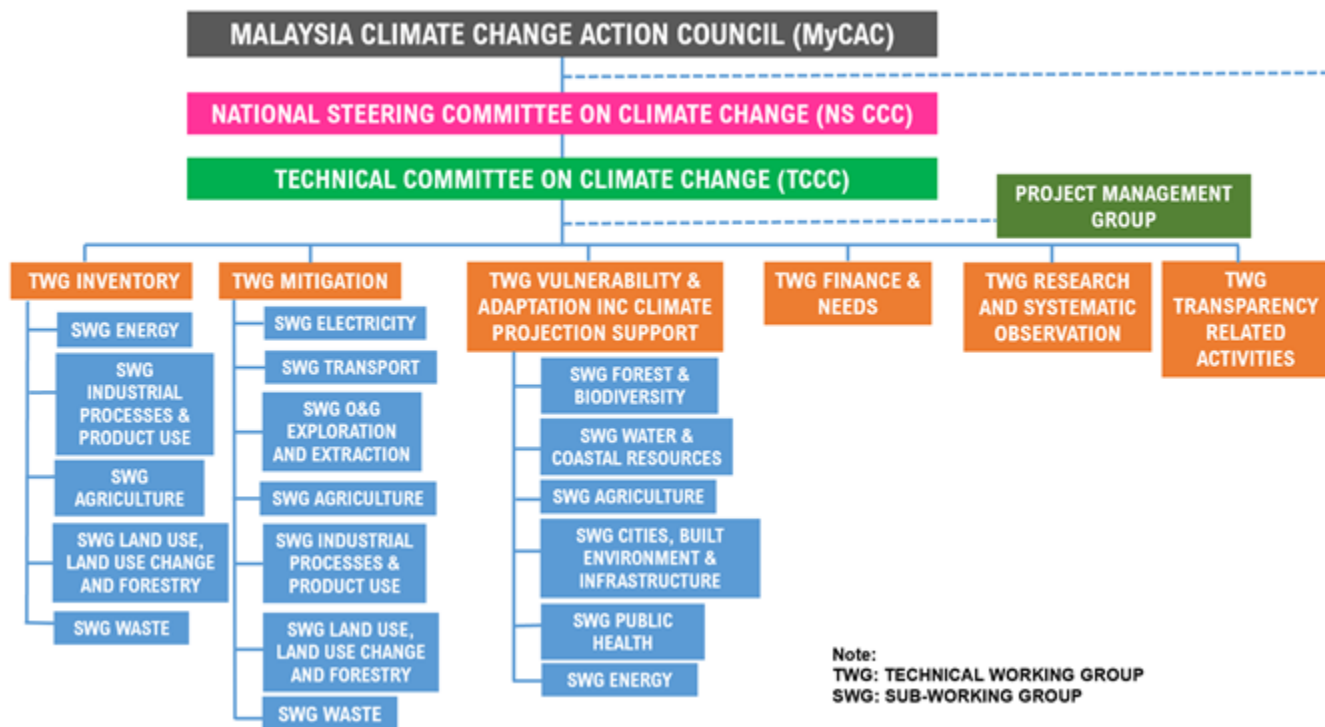 MALAYSIA CLIMATE CHANGE ACTION COUNCIL (MyCAC)
NATIONAL STEERING COMMITTEE ON CLIMATE CHANGE (NS CCC)
TECHNICAL COMMITTEE ON CLIMATE CHANGE (TCCC)
PROJECT MANAGEMENT
GROUP
TWG INVENTORY
SWG ENERGY
SWG
INDUSTRIAL
PROCESSES &
PRODUCT USE
SWG
AGRICULTURE
SWG LAND USE,
LAND USE CHANGE
AND FORESTRY
SWG WASTE
TWG MITIGATION
SWG ELECTRICITY
SWG TRANSPORT
SWG O&G
EXPLORATION
AND EXTRACTION
SWG AGRICULTURE
SWG INDUSTRIAL
PROCESSES &
PRODUCT USE
SWG LAND USE,
LAND USE CHANGE
AND FORESTRY
SWG WASTE
TWG VULNERABILITY &
ADAPTATION INC CLIMATE
PROJECTION SUPPORT
SWG FOREST &
BIODIVERSITY
SWG WATER &
COASTAL RESOURCES
SWG AGRICULTURE
SWG CITIES, BUILT
ENVIRONMENT &
INFRASTRUCTURE
SWG PUBLIC
HEALTH
SWG ENERGY
TWG FINANCE &
NEEDS
TWG RESEARCH
AND SYSTEMATIC
OBSERVATION
TWG
TRANSPARENCY
RELATED
ACTIVITIES
Note:
TWG: TECHNICAL WORKING GROUP
SWG: SUB-WORKING GROUP